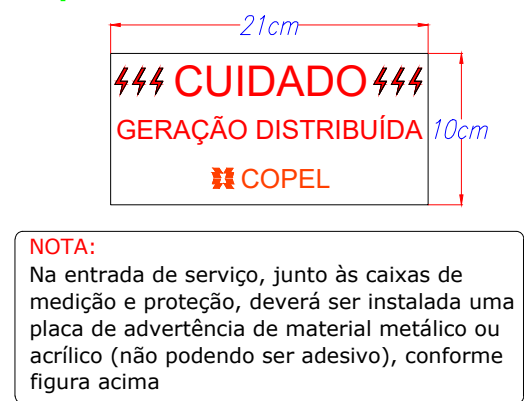 21cm
CUIDADO
GERAÇÃO DISTRIBUÍDA
10cm
COPEL
NOTA:
Na entrada de serviço, junto às caixas de
medição e proteção, deverá ser instalada uma
placa de advertência de material metálico ou
acrílico (não podendo ser adesivo), conforme
figura acima